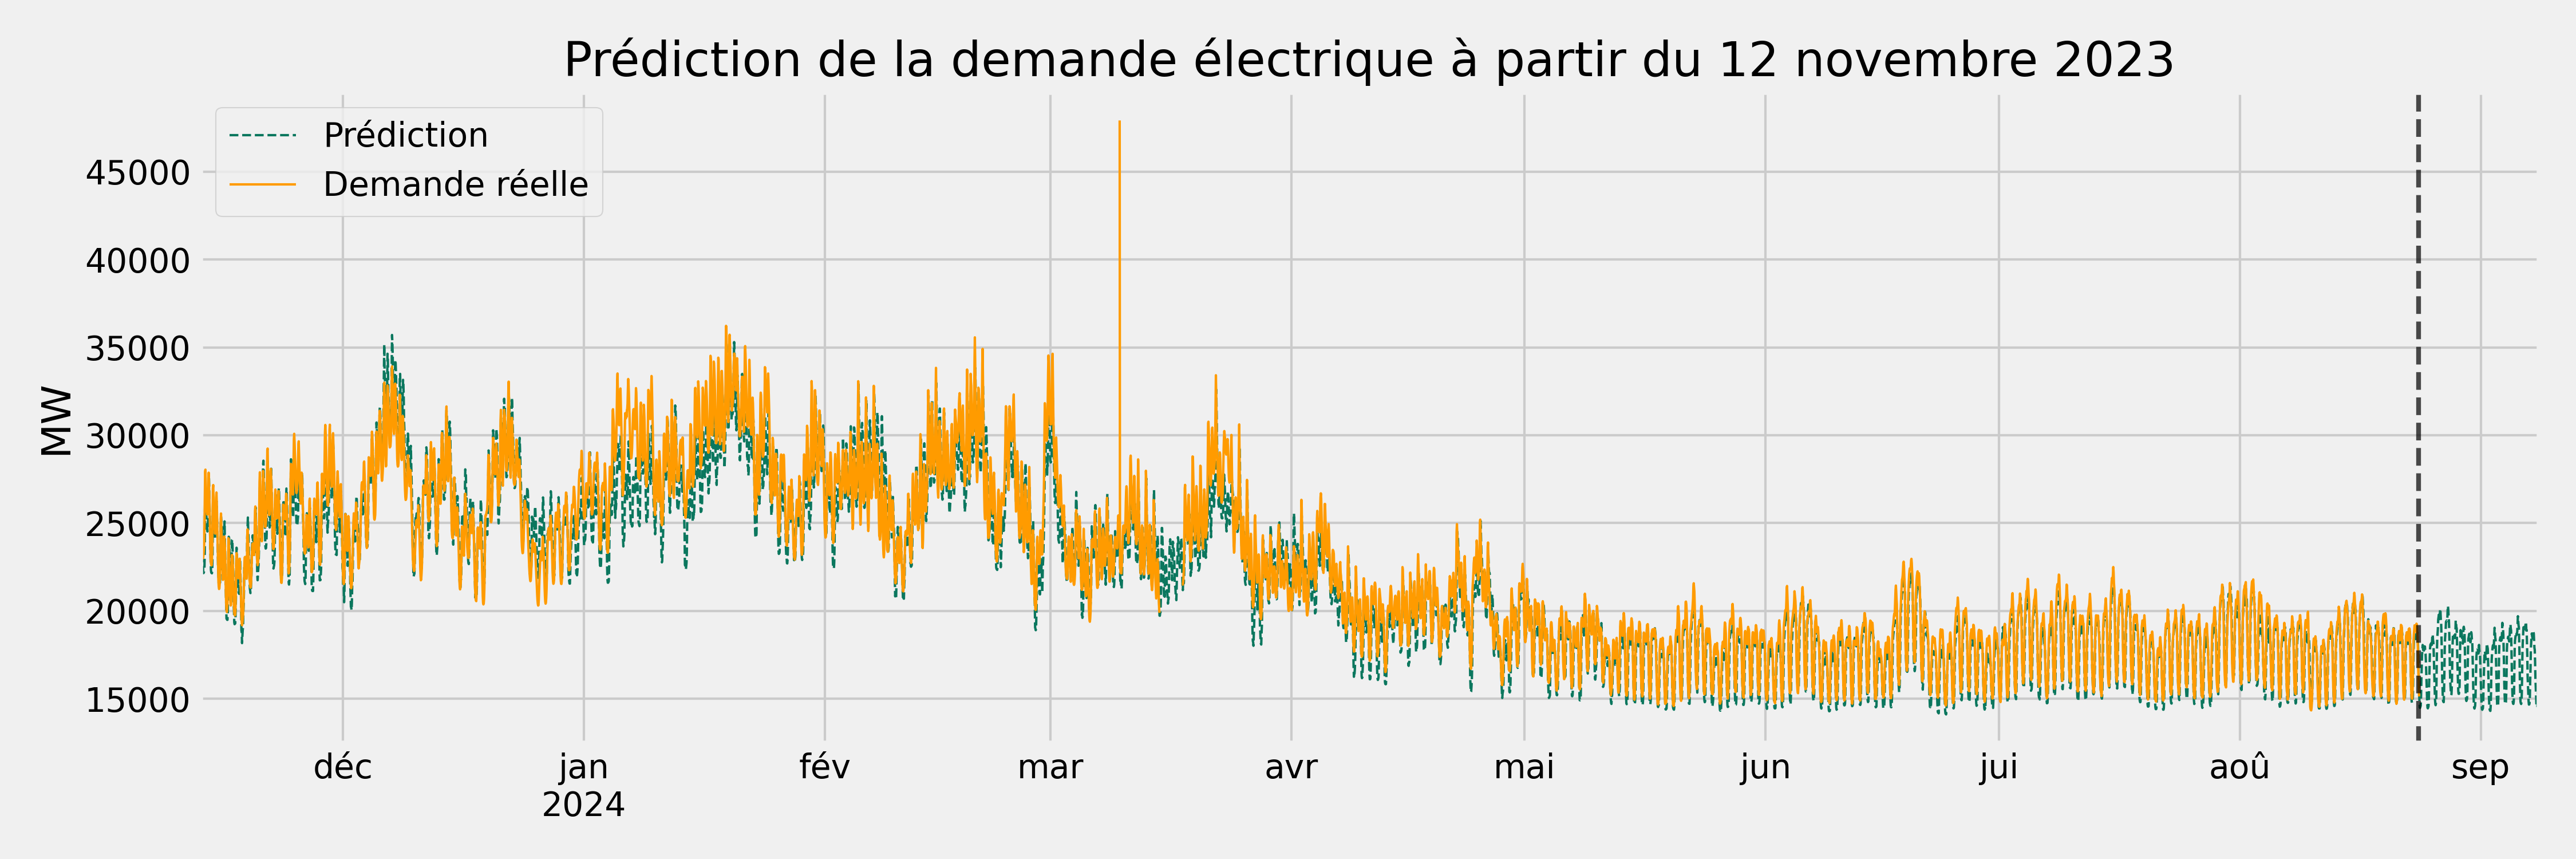 Prédiction de la demande électrique à partir du 12 novembre 2023
Prédiction
Demande réelle
MW
45000
40000
35000
30000
25000
20000
15000
déc
jan
2024
fév
mar
avr
mai
jun
jui
aoû
sep